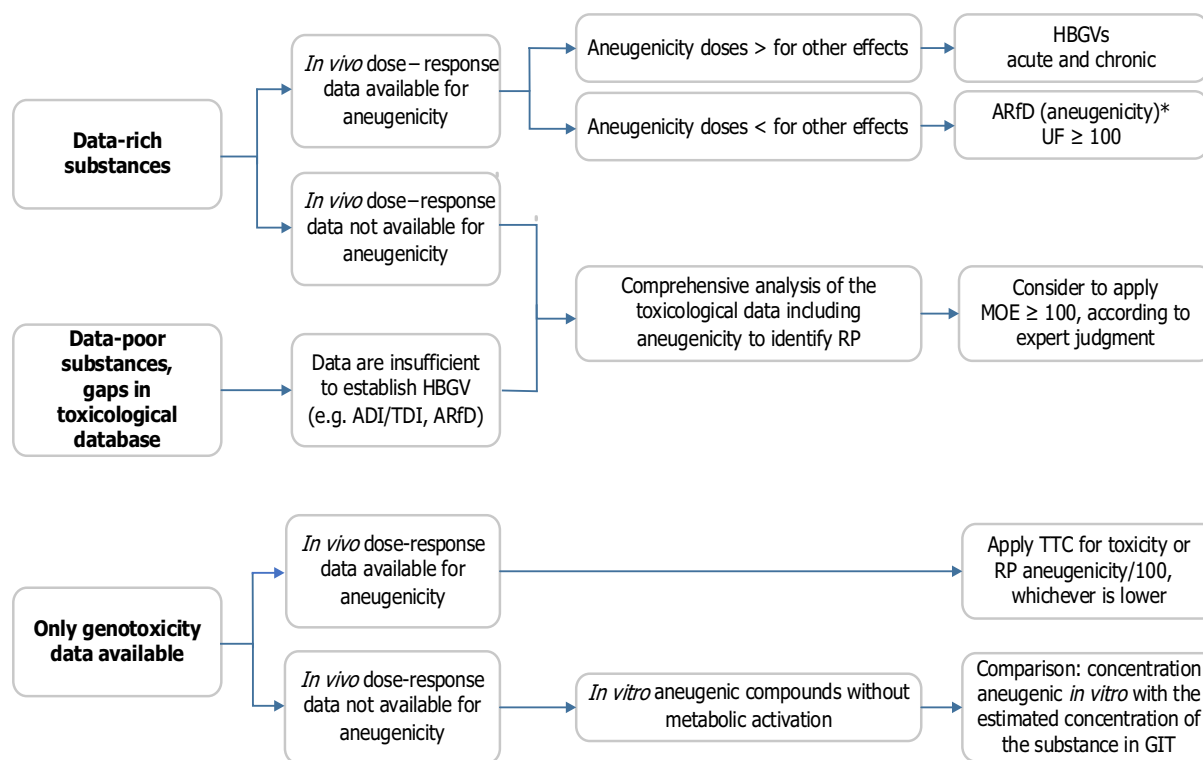 In vivo dose–response
data available for
aneugenicity
Aneugenicity doses > for other effects
HBGVs
acute and chronic
Aneugenicity doses < for other effects
ARfD (aneugenicity)*
UF ≥ 100
Data-rich
substances
In vivo dose–response
data not available for
aneugenicity
Comprehensive analysis of the
toxicological data including
aneugenicity to identify RP
Consider to apply
MOE ≥ 100, according to
expert judgment
Data-poor
substances,
gaps in
toxicological
database
Data are insufficient
to establish HBGV
(e.g. ADI/TDI, ARfD)
In vivo dose-response
data available for
aneugenicity
Apply TTC for toxicity or
RP aneugenicity/100,
whichever is lower
Only genotoxicity
data available
In vivo dose-response
data not available for
aneugenicity
In vitro aneugenic compounds without
metabolic activation
Comparison: concentration
aneugenic in vitro with the
estimated concentration of
the substance in GIT